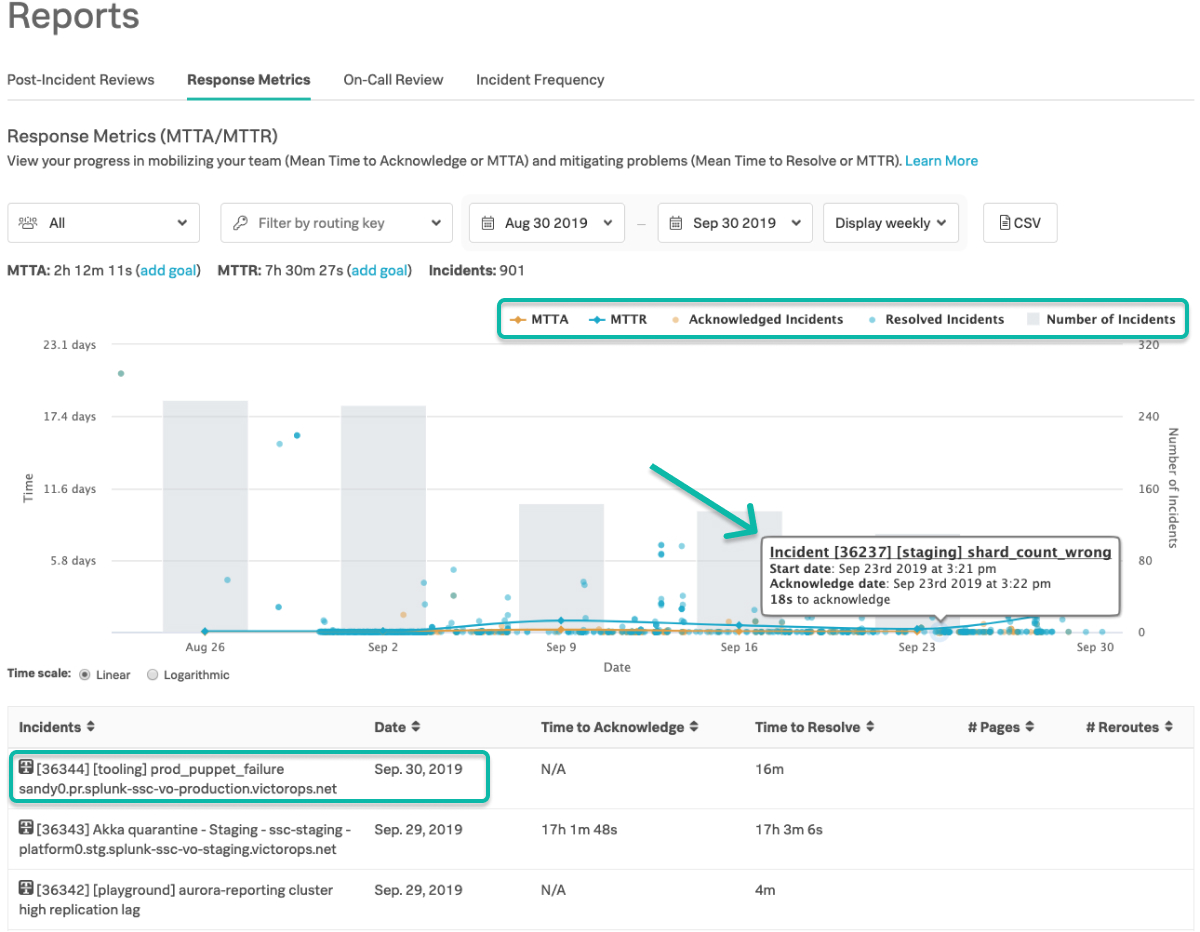 Reports
Post-Incident Reviews Response Metrics On-Call Review Incident Frequency
Response Metrics (MTTA/MTTR)
View your progress in mobilizing your team (Mean Time to Acknowledge or MTTA) and mitigating problems (Mean Time to Resolve or MTTR). Learn More
All Filter by routing key Aug 30 2019 – Sep 30 2019 Display weekly CSV
MTTA: 2h 12m 11s (add goal) MTTR: 7h 30m 27s (add goal) Incidents: 901
MTTA MTTR Acknowledged Incidents Resolved Incidents Number of Incidents
23.1 days 320
17.4 days 240
11.6 days 160
5.8 days 80
0
Time
Number of Incidents
Incident [36237] [staging] shard_count_wrong
Start date: Sep 23rd 2019 at 3:21 pm
Acknowledge date: Sep 23rd 2019 at 3:22 pm
18s to acknowledge
Aug 26 Sep 2 Sep 9 Sep 16 Sep 23 Sep 30
Date
Time scale: Linear Logarithmic
Incidents Date Time to Acknowledge Time to Resolve # Pages # Reroutes
[36344] [tooling] prod_puppet_failure Sep. 30, 2019 N/A 16m
sandy0.pr.splunk-ssc-vo-production.victorops.net
[36343] Akka quarantine - Staging - ssc-staging - Sep. 29, 2019 17h 1m 48s 17h 3m 6s
platform0.stg.splunk-ssc-vo-staging.victorops.net
[36342] [playground] aurora-reporting cluster Sep. 29, 2019 N/A 4m
high replication lag